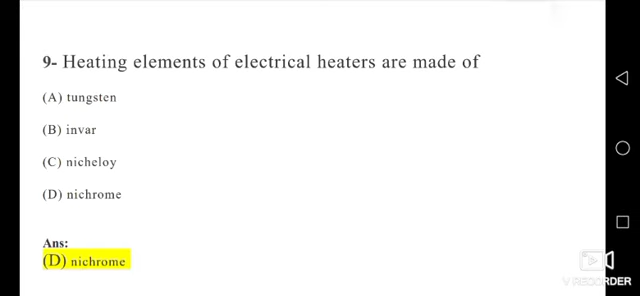 9- Heating elements of electrical heaters are made of
(A) tungsten
(B) invar
(C) nicheloy
(D) nichrome
Ans:
(D) nichrome
V RECORDER